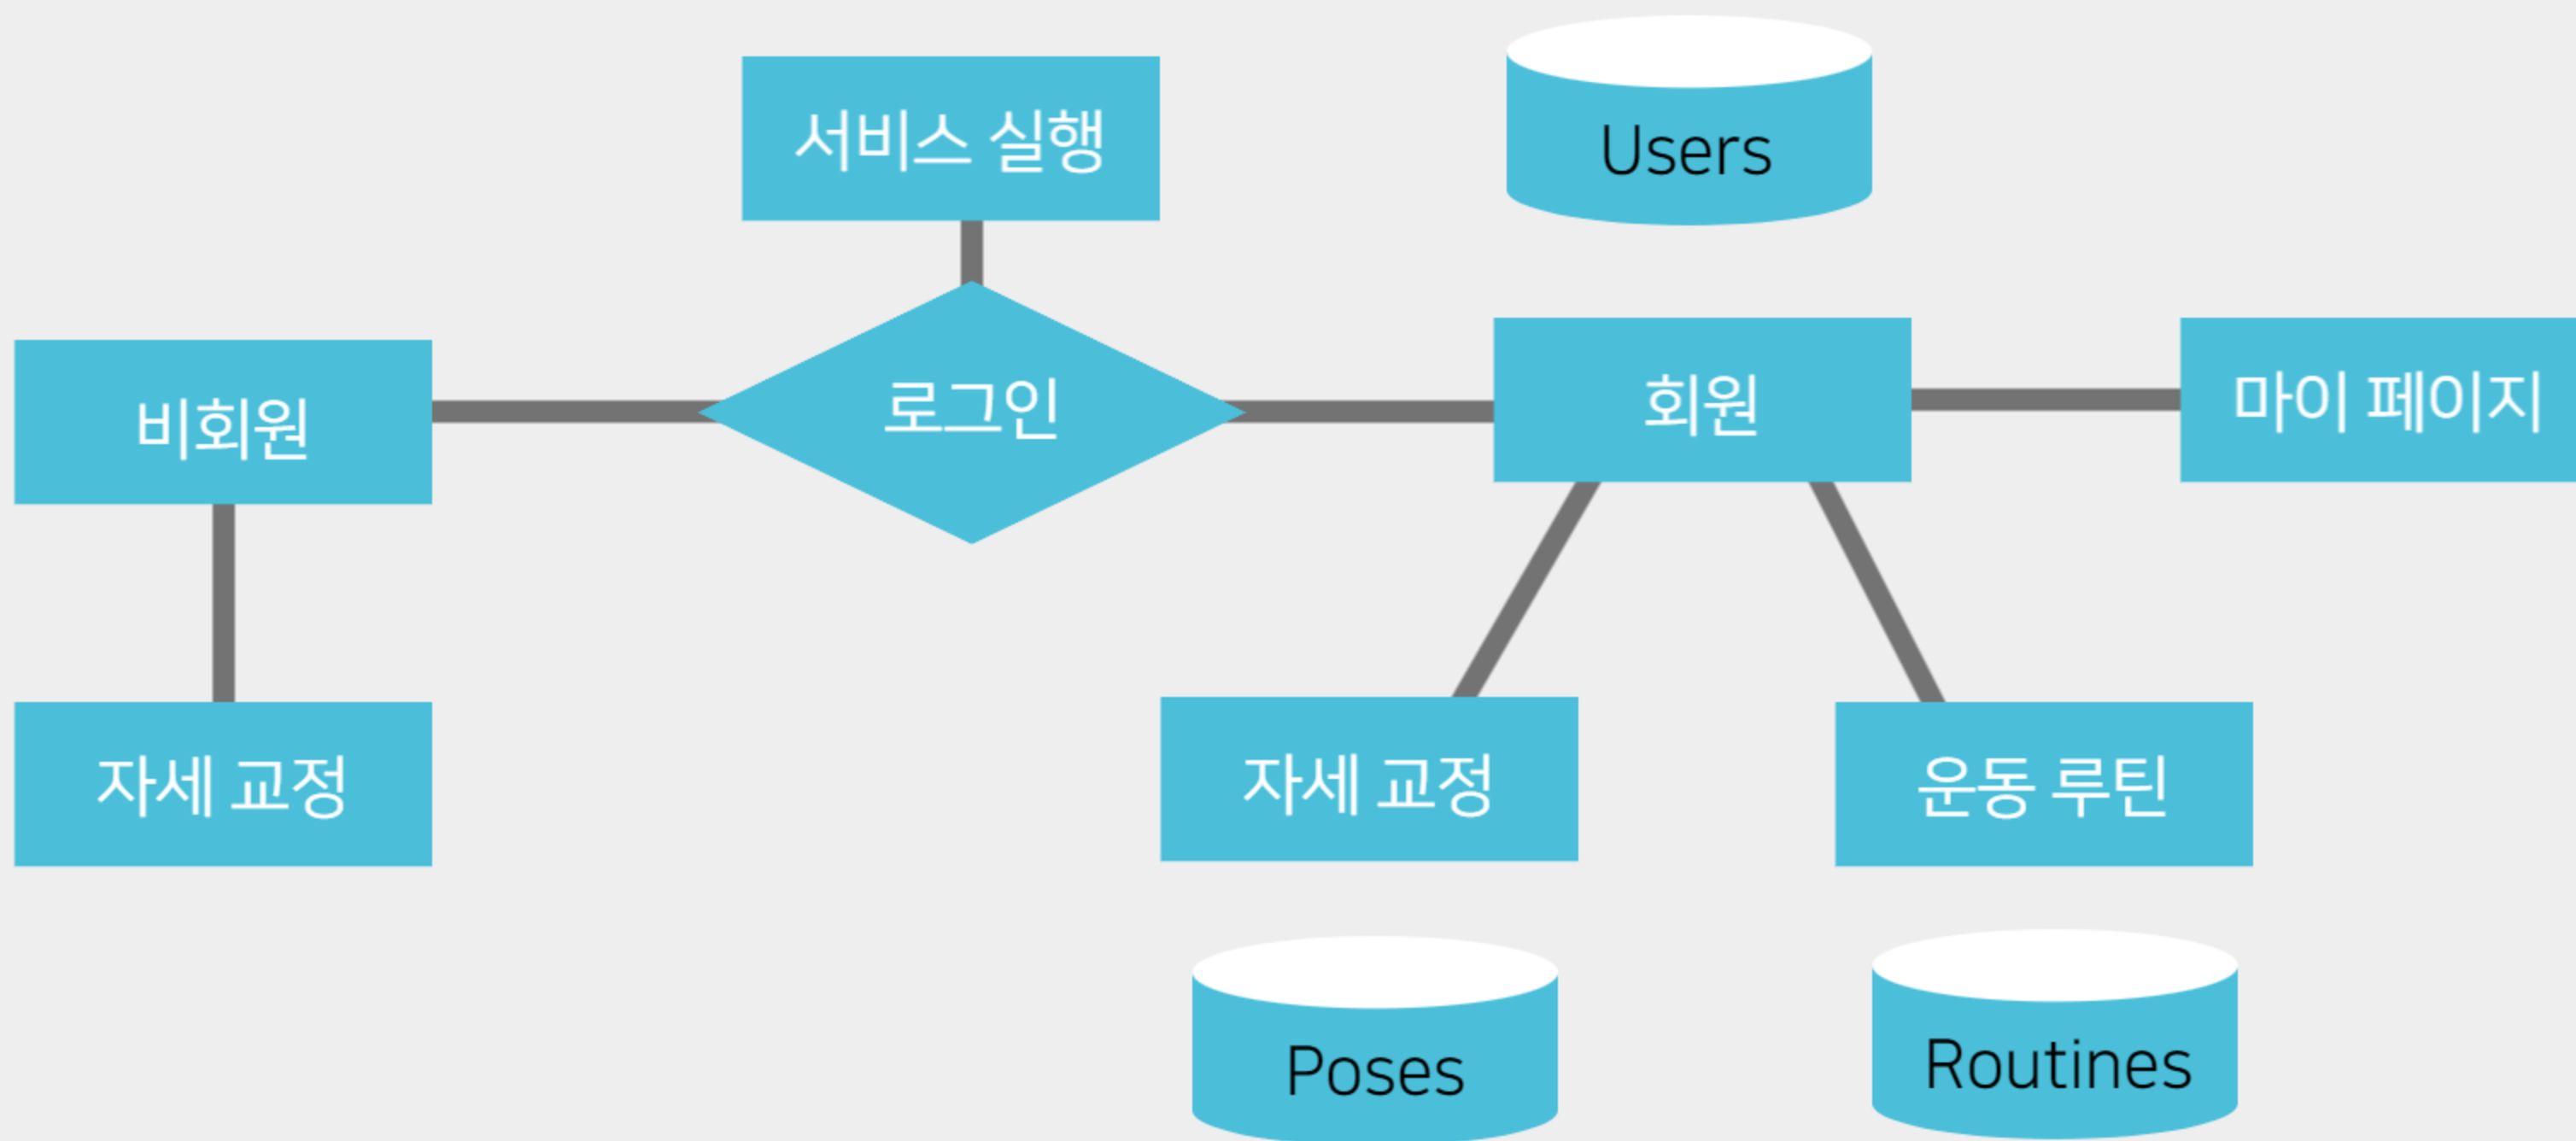 서비스 실행
Users
비회원
로그인
회원
마이 페이지
자세 교정
자세 교정
운동 루틴
Poses
Routines